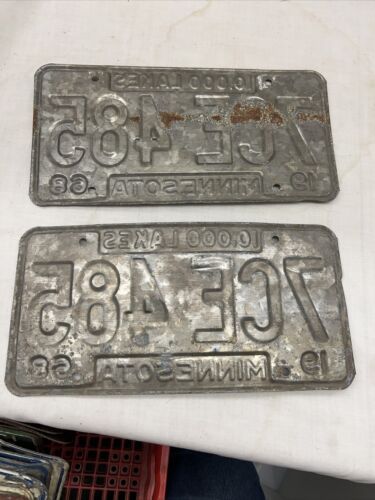 10,000 LAKES
7CE 485
19 MINNESOTA 68
10,000 LAKES
7CE 485
19 MINNESOTA 68